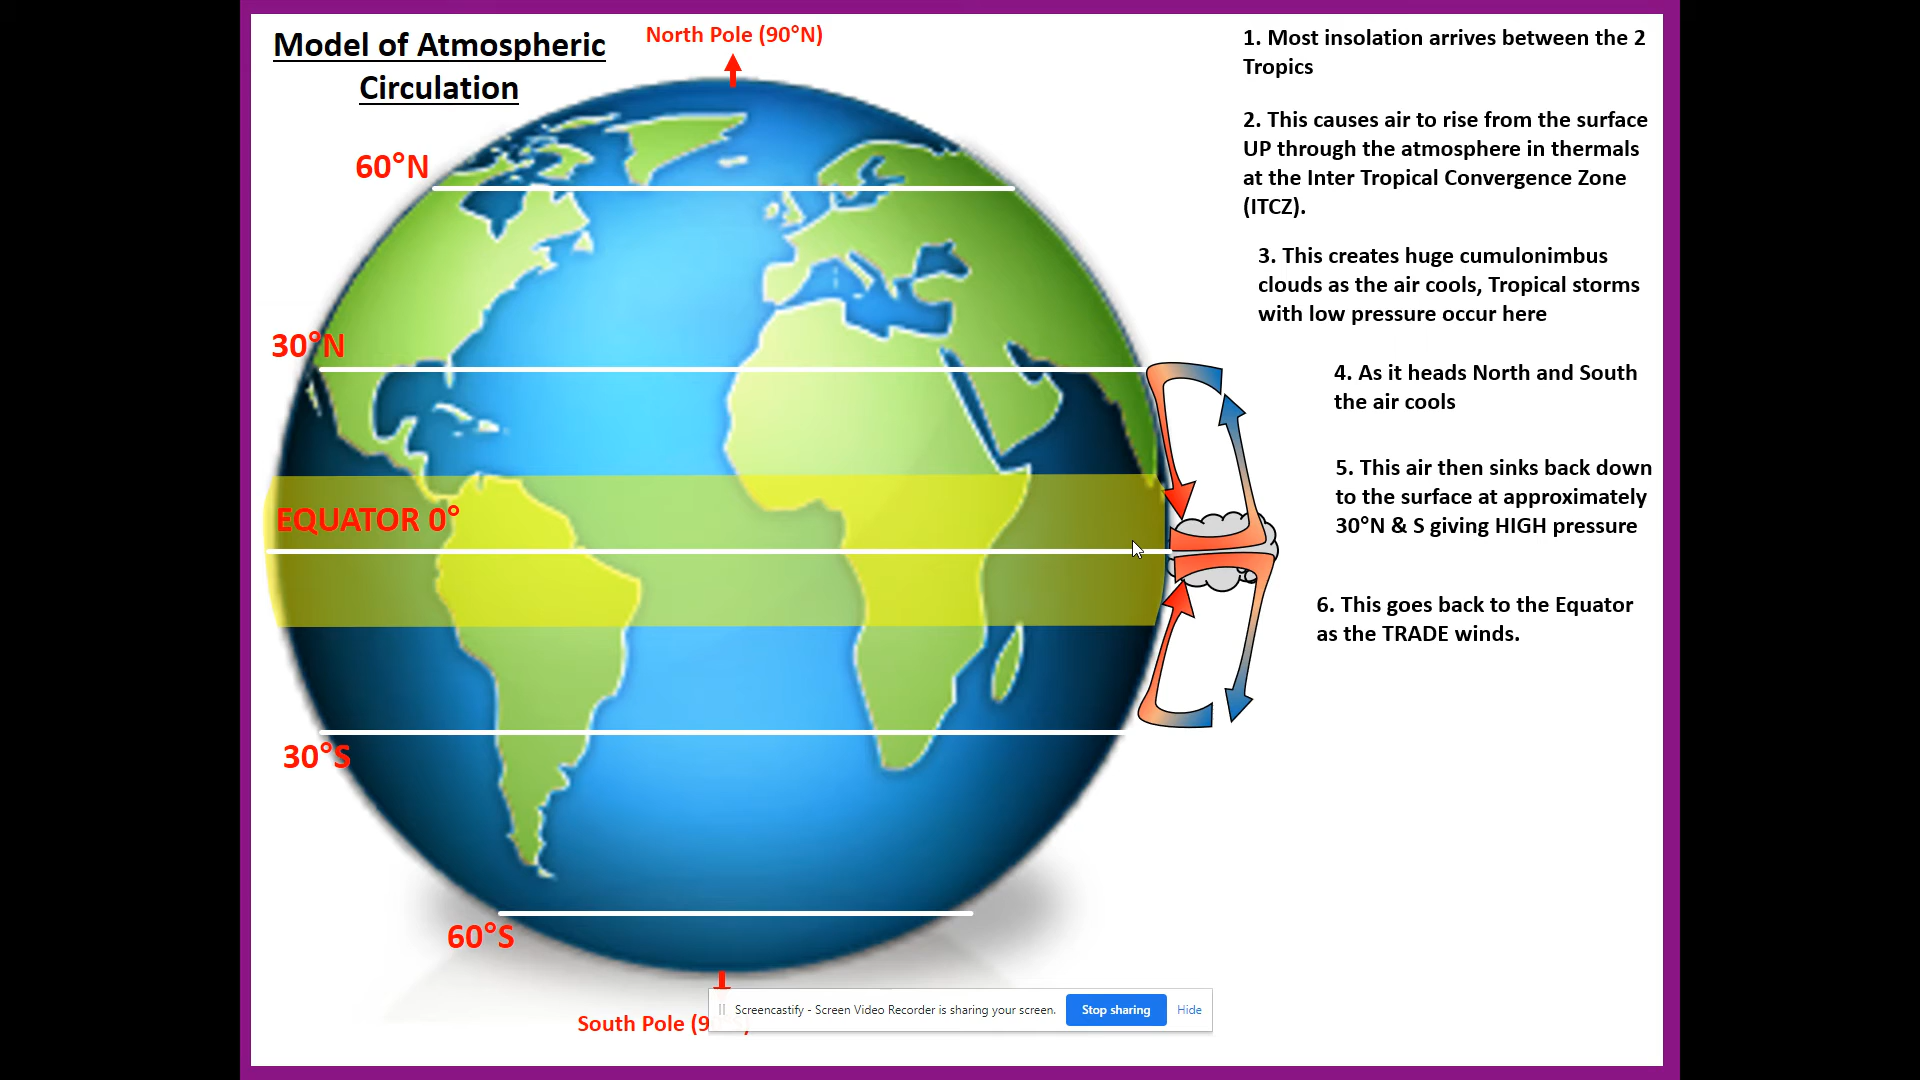 Model of Atmospheric
Circulation
North Pole (90°N)
60°N
30°N
EQUATOR 0°
30°S
60°S
South Pole (9
1. Most insolation arrives between the 2
Tropics
2. This causes air to rise from the surface
UP through the atmosphere in thermals
at the Inter Tropical Convergence Zone
(ITCZ).
3. This creates huge cumulonimbus
clouds as the air cools, Tropical storms
with low pressure occur here
4. As it heads North and South
the air cools
5. This air then sinks back down
to the surface at approximately
30°N & S giving HIGH pressure
6. This goes back to the Equator
as the TRADE winds.
Screencastify - Screen Video Recorder is sharing your screen.
Stop sharing
Hide